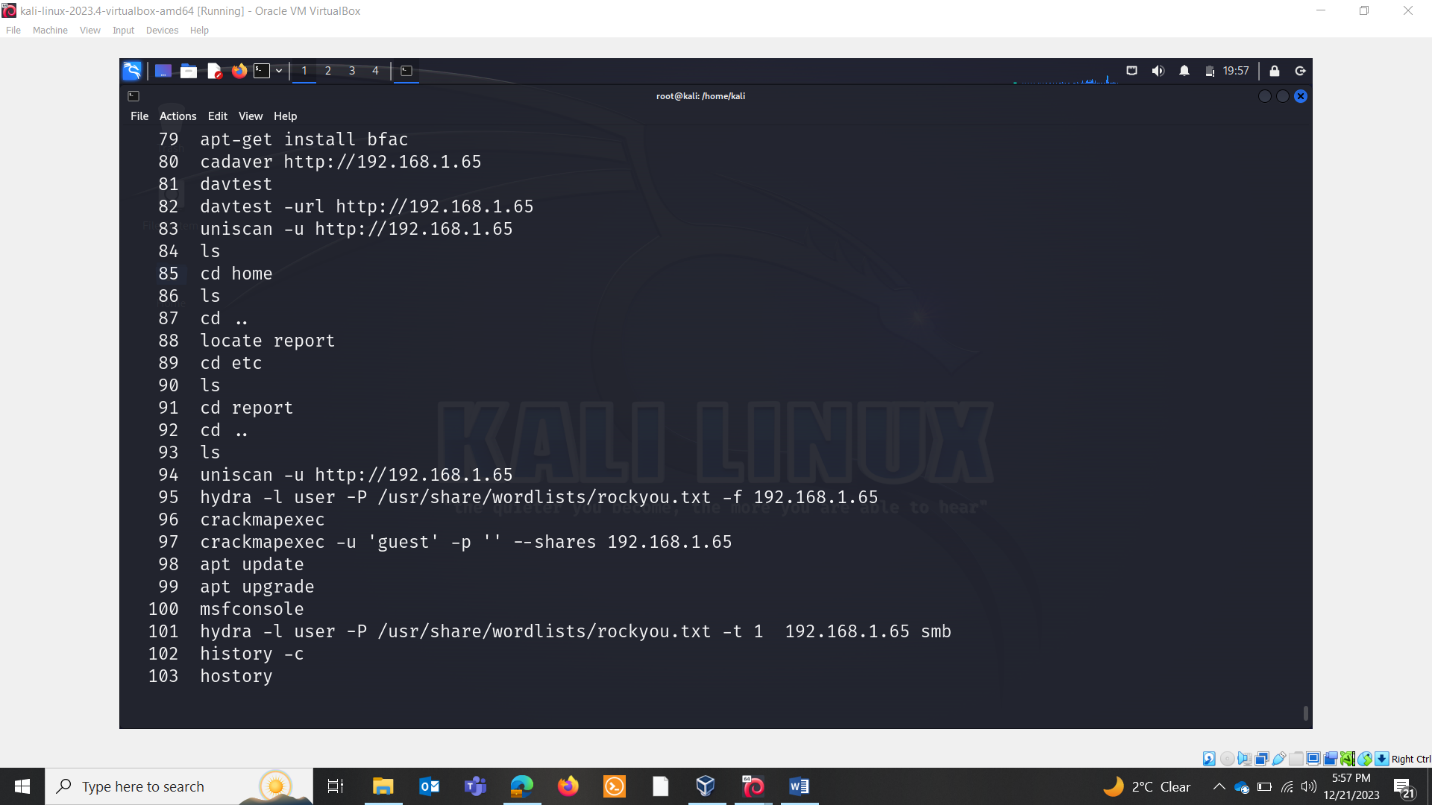 kali-linux-2023.4-virtualbox-amd64 [Running] - Oracle VM VirtualBox
File Machine View Input Devices Help
1 2 3 4 19:57
root@kali: /home/kali
File Actions Edit View Help
79 apt-get install bfac
80 cadaver http://192.168.1.65
81 davtest
82 davtest -url http://192.168.1.65
83 uniscan -u http://192.168.1.65
84 ls
85 cd home
86 ls
87 cd ..
88 locate report
89 cd etc
90 ls
91 cd report
92 cd ..
93 ls
94 uniscan -u http://192.168.1.65
95 hydra -l user -P /usr/share/wordlists/rockyou.txt -f 192.168.1.65
96 crackmapexec
97 crackmapexec -u 'guest' -p '' --shares 192.168.1.65
98 apt update
99 apt upgrade
100 msfconsole
101 hydra -l user -P /usr/share/wordlists/rockyou.txt -t 1  192.168.1.65 smb
102 history -c
103 hostory
KALI LINUX
"the quieter you become, the more you are able to hear"
Right Ctrl
Type here to search
2°C Clear
5:57 PM
12/21/2023
21